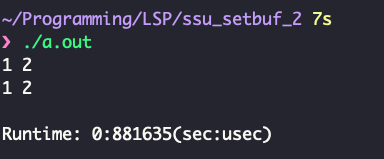 ~/Programming/LSP/ssu_setbuf_2 7s
❯ ./a.out
1 2
1 2
Runtime: 0:881635(sec:usec)